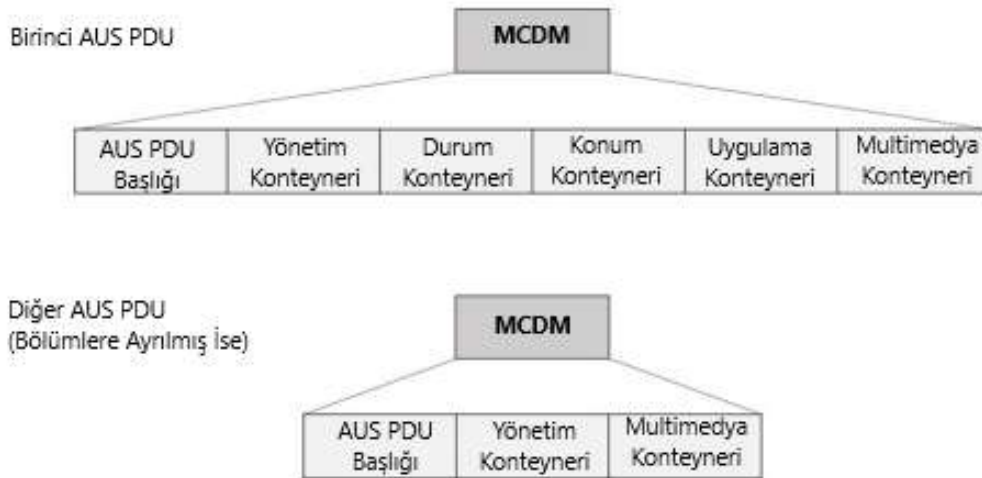 Birinci AUS PDU
MCDM
AUS PDU
Başlığı
Yönetim
Konteyneri
Durum
Konteyneri
Konum
Konteyneri
Uygulama
Konteyneri
Multimedya
Konteyneri
Diğer AUS PDU
(Bölümlere Ayrılmış İse)
MCDM
AUS PDU
Başlığı
Yönetim
Konteyneri
Multimedya
Konteyneri